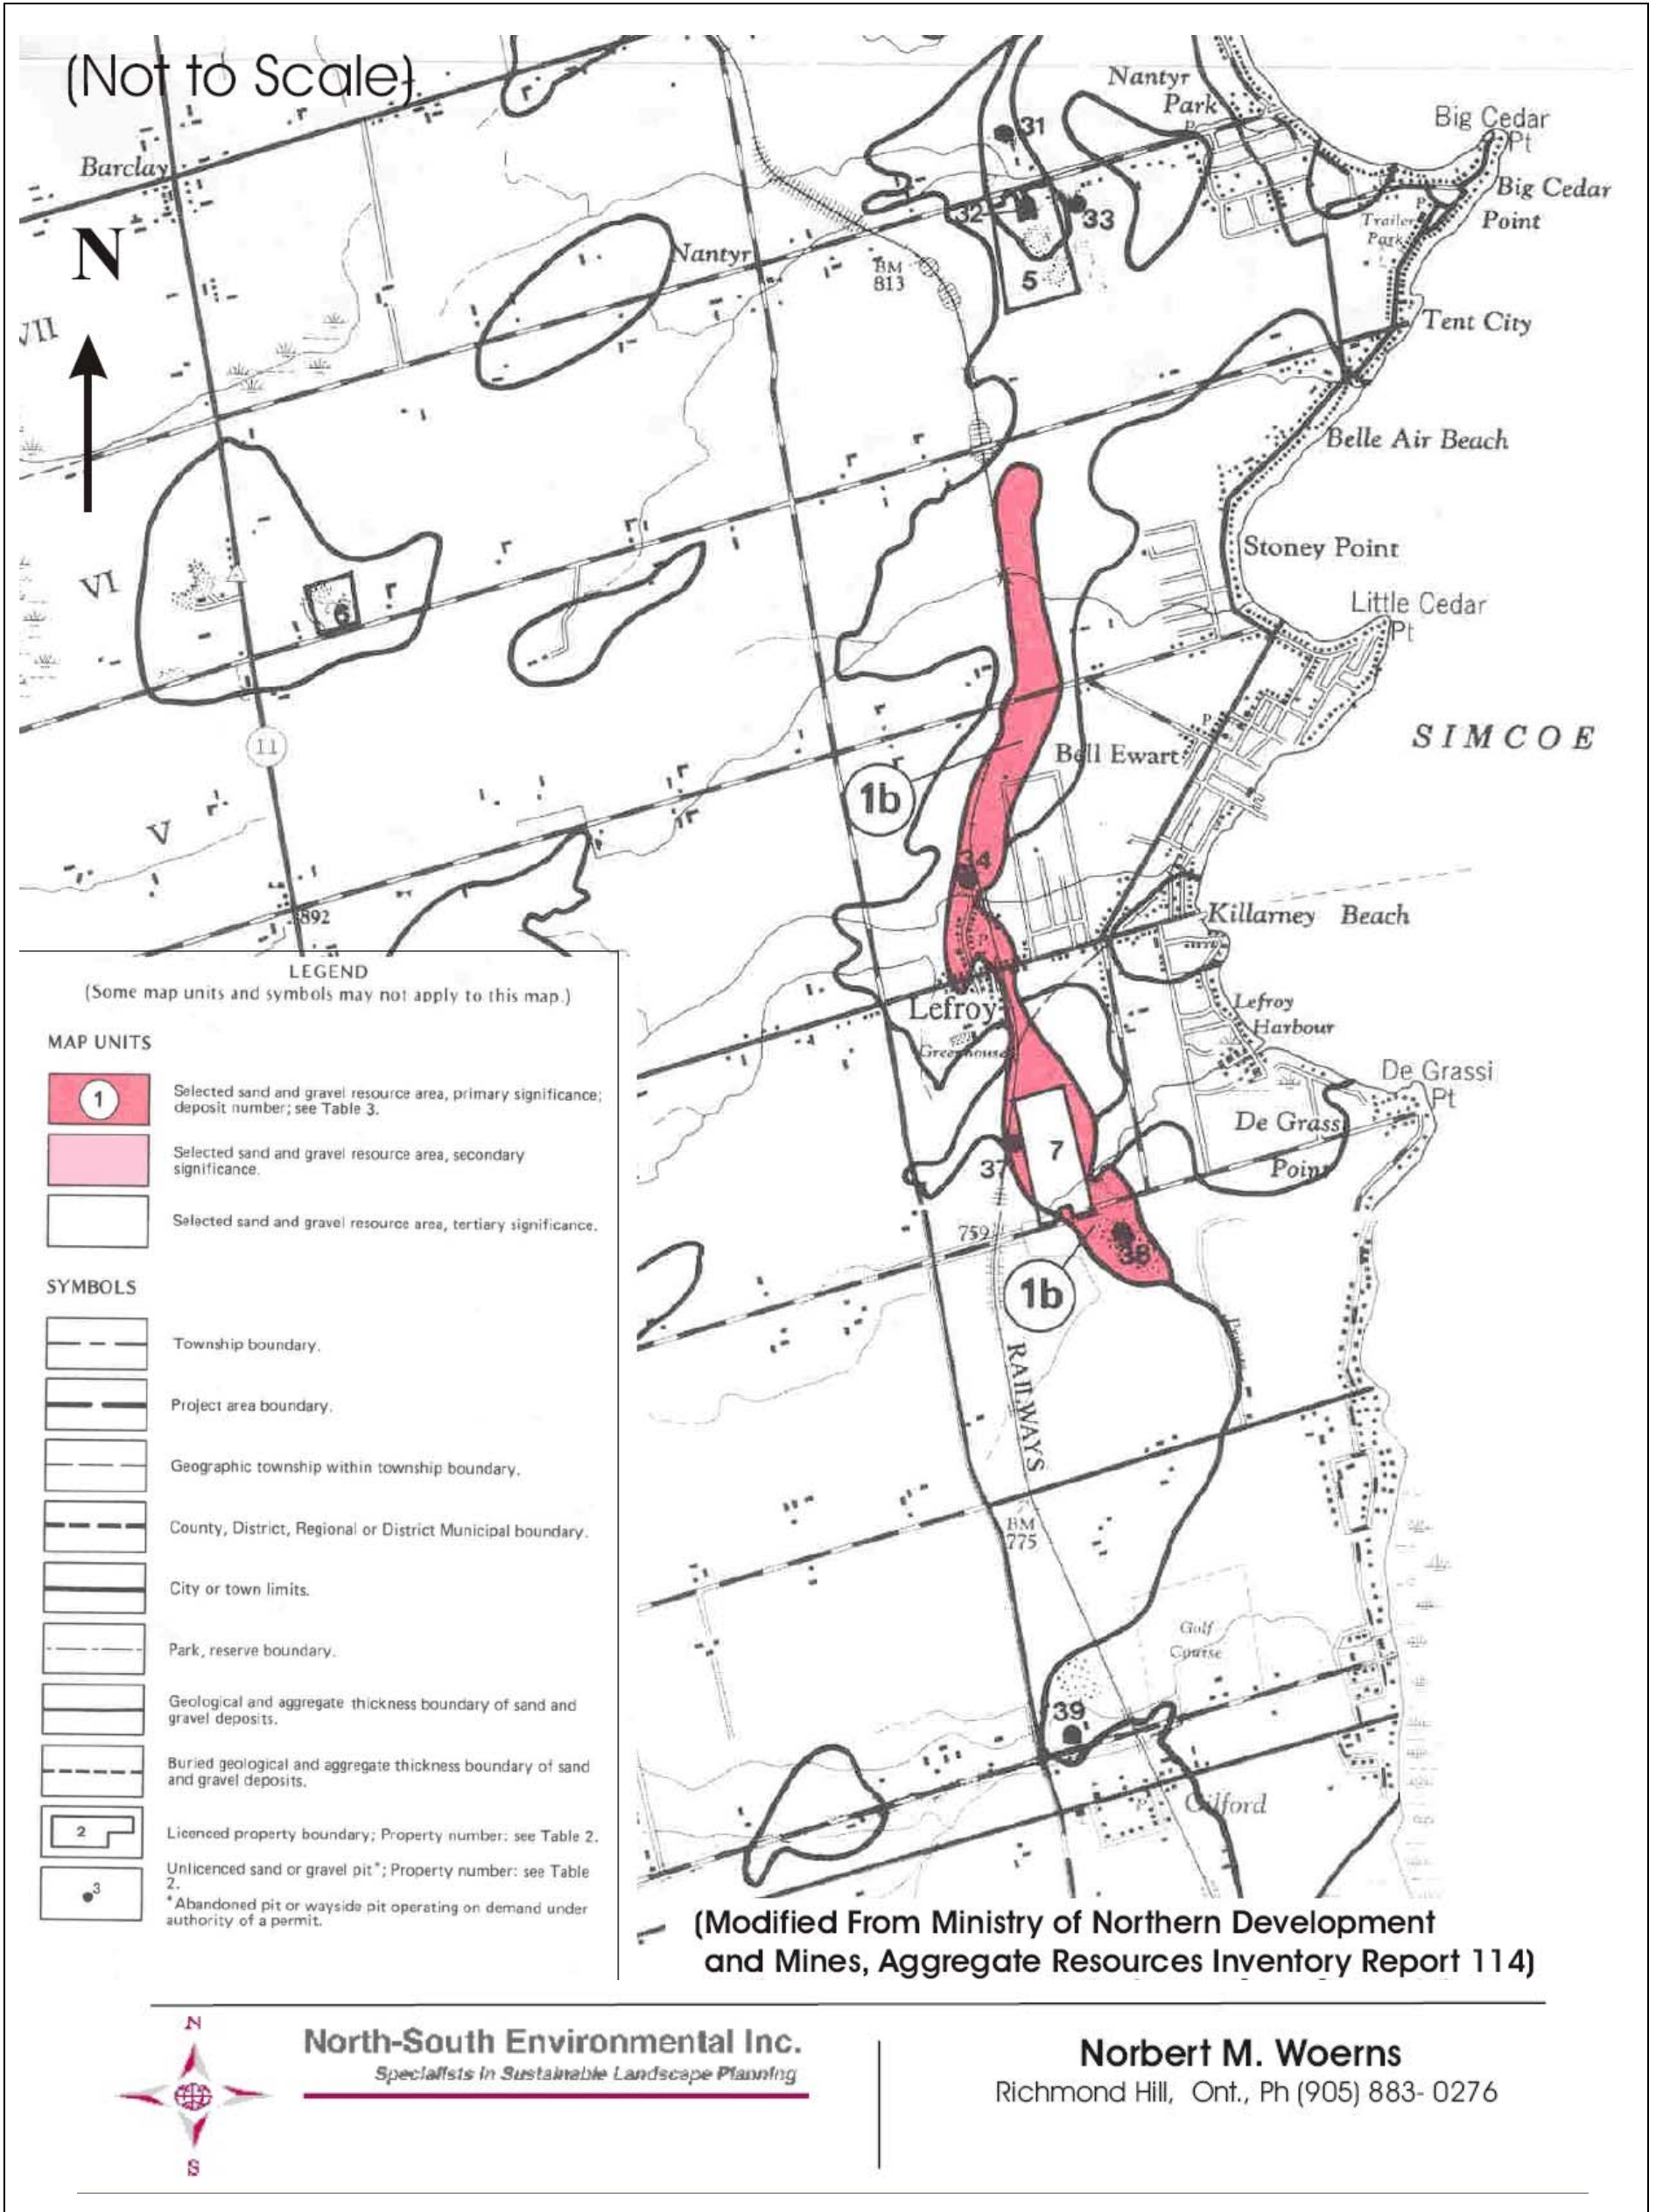 (Not to Scale)
Nantyr
Park
P
Big Cedar
Pt
31
Barclay
Big Cedar
Point
32
33
Trailer
Park
P
N
Nantyr
BM
813
5
VII
Tent City
Belle Air Beach
Stoney Point
VI
6
Little Cedar
Pt
11
SIMCOE
P
Bell Ewart
1b
V
34
892
P
Killarney Beach
Lefroy
Greenhouse
Lefroy
Harbour
De Grassi
Pt
De Grassi
Point
7
37
759
38
1b
RAILWAYS
BM
775
Golf
Course
39
P
Gilford
LEGEND
(Some map units and symbols may not apply to this map.)
MAP UNITS
1
Selected sand and gravel resource area, primary significance;
deposit number; see Table 3.
Selected sand and gravel resource area, secondary
significance.
Selected sand and gravel resource area, tertiary significance.
SYMBOLS
Township boundary.
Project area boundary.
Geographic township within township boundary.
County, District, Regional or District Municipal boundary.
City or town limits.
Park, reserve boundary.
Geological and aggregate thickness boundary of sand and
gravel deposits.
Buried geological and aggregate thickness boundary of sand
and gravel deposits.
2
Licenced property boundary; Property number: see Table 2.
3
Unlicenced sand or gravel pit*; Property number: see Table
2.
*Abandoned pit or wayside pit operating on demand under
authority of a permit.
(Modified From Ministry of Northern Development
and Mines, Aggregate Resources Inventory Report 114)
N
S
North-South Environmental Inc.
Specialists in Sustainable Landscape Planning
Norbert M. Woerns
Richmond Hill, Ont., Ph (905) 883- 0276